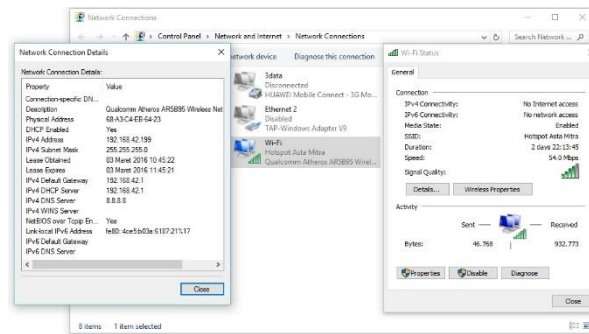 Network Connections
Control Panel > Network and Internet > Network Connections
Search Network ...
etwork device Diagnose this connection
Network Connection Details
Network Connection Details:
Property Value
Connection-specific DN...
Description Qualcomm Atheros AR5B95 Wireless Net
Physical Address 68-A3-C4-EB-64-23
DHCP Enabled Yes
IPv4 Address 192.168.42.199
IPv4 Subnet Mask 255.255.255.0
Lease Obtained 03 Maret 2016 10:45:22
Lease Expires 03 Maret 2016 11:45:21
IPv4 Default Gateway 192.168.42.1
IPv4 DHCP Server 192.168.42.1
IPv4 DNS Server 8.8.8.8
IPv4 WINS Server
NetBIOS over Tcpip En... Yes
Link-local IPv6 Address fe80::4ce5:b03a:6187:21%17
IPv6 Default Gateway
IPv6 DNS Server
Close
3data
Disconnected
HUAWEI Mobile Connect - 3G Mo...
Ethernet 2
Disabled
TAP-Windows Adapter V9
Wi-Fi
Hotspot Asta Mitra
Qualcomm Atheros AR5B95 Wirel...
Wi-Fi Status
General
Connection
IPv4 Connectivity: No Internet access
IPv6 Connectivity: No network access
Media State: Enabled
SSID: Hotspot Asta Mitra
Duration: 2 days 22:13:45
Speed: 54.0 Mbps
Signal Quality:
Details... Wireless Properties
Activity
Sent Received
Bytes: 46.768 932.773
Properties Disable Diagnose
Close
8 items 1 item selected